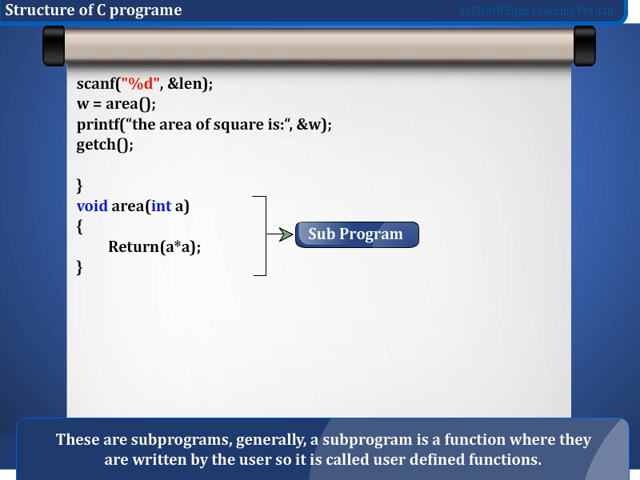 Structure of C programe
© SHArP Edge Learning Pvt .Ltd.
scanf("%d", &len);
w = area();
printf(“the area of square is:“, &w);
getch();
}
void area(int a)
{
Sub Program
Return(a*a);
}
These are subprograms, generally, a subprogram is a function where they
are written by the user so it is called user defined functions.